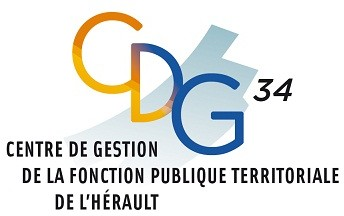 CDG 34
CENTRE DE GESTION
DE LA FONCTION PUBLIQUE TERRITORIALE
DE L'HÉRAULT